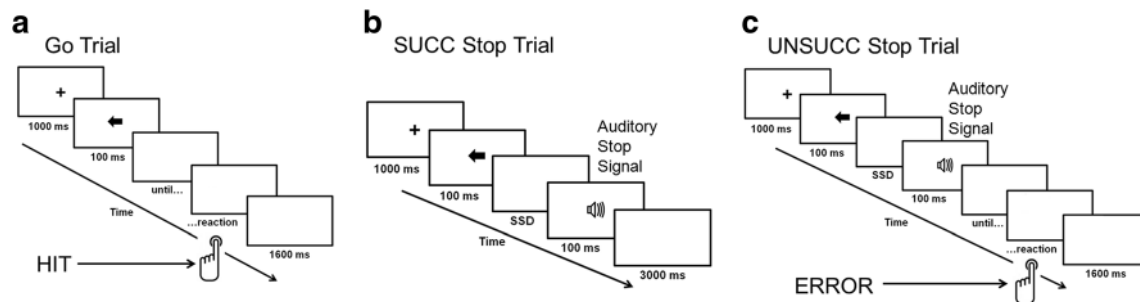 a
Go Trial
+
1000 ms
100 ms
until...
...reaction
1600 ms
Time
HIT
b
SUCC Stop Trial
+
1000 ms
100 ms
SSD
Auditory
Stop
Signal
100 ms
3000 ms
Time
c
UNSUCC Stop Trial
+
1000 ms
100 ms
SSD
Auditory
Stop
Signal
100 ms
until...
...reaction
1600 ms
Time
ERROR